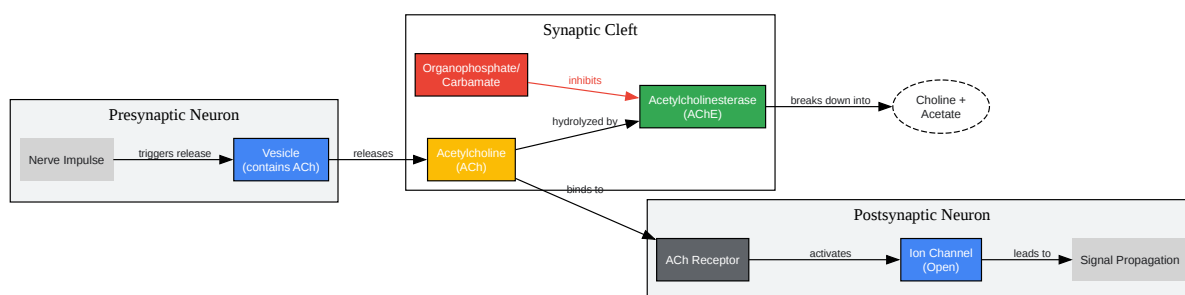 Synaptic Cleft
Organophosphate/
Carbamate
inhibits
Acetylcholinesterase
(AChE)
breaks down into
Choline +
Acetate
Presynaptic Neuron
Nerve Impulse
triggers release
Vesicle
(contains ACh)
releases
Acetylcholine
(ACh)
hydrolyzed by
binds to
Postsynaptic Neuron
ACh Receptor
activates
Ion Channel
(Open)
leads to
Signal Propagation